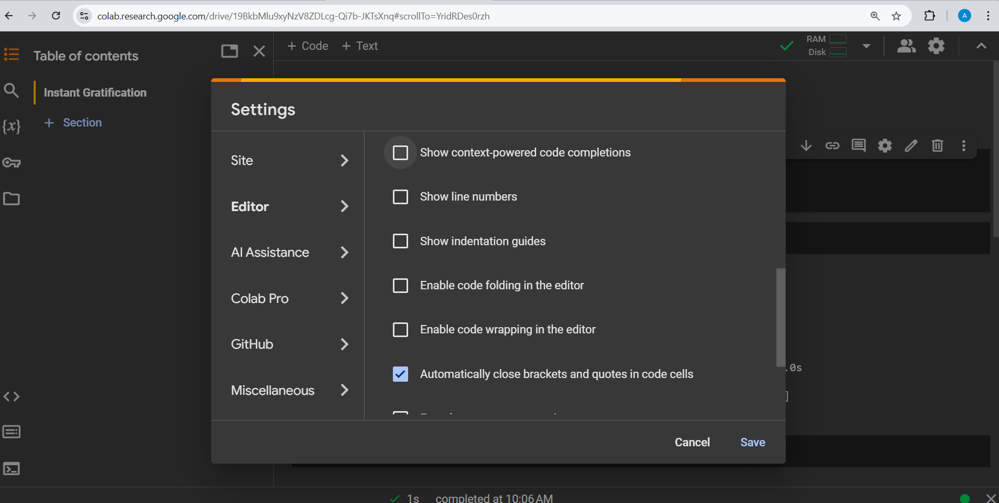 colab.research.google.com/drive/19BkbMlu9xyNzV8ZDLcg-Qi7b-JKTsXnq#scrollTo=YridRDes0rzh
A
Table of contents
+ Code
+ Text
RAM
Disk
Instant Gratification
+ Section
{x}
Settings
Site
Editor
AI Assistance
Colab Pro
GitHub
Miscellaneous
Show context-powered code completions
Show line numbers
Show indentation guides
Enable code folding in the editor
Enable code wrapping in the editor
Automatically close brackets and quotes in code cells
.0s
]
Cancel
Save
1s completed at 10:06 AM